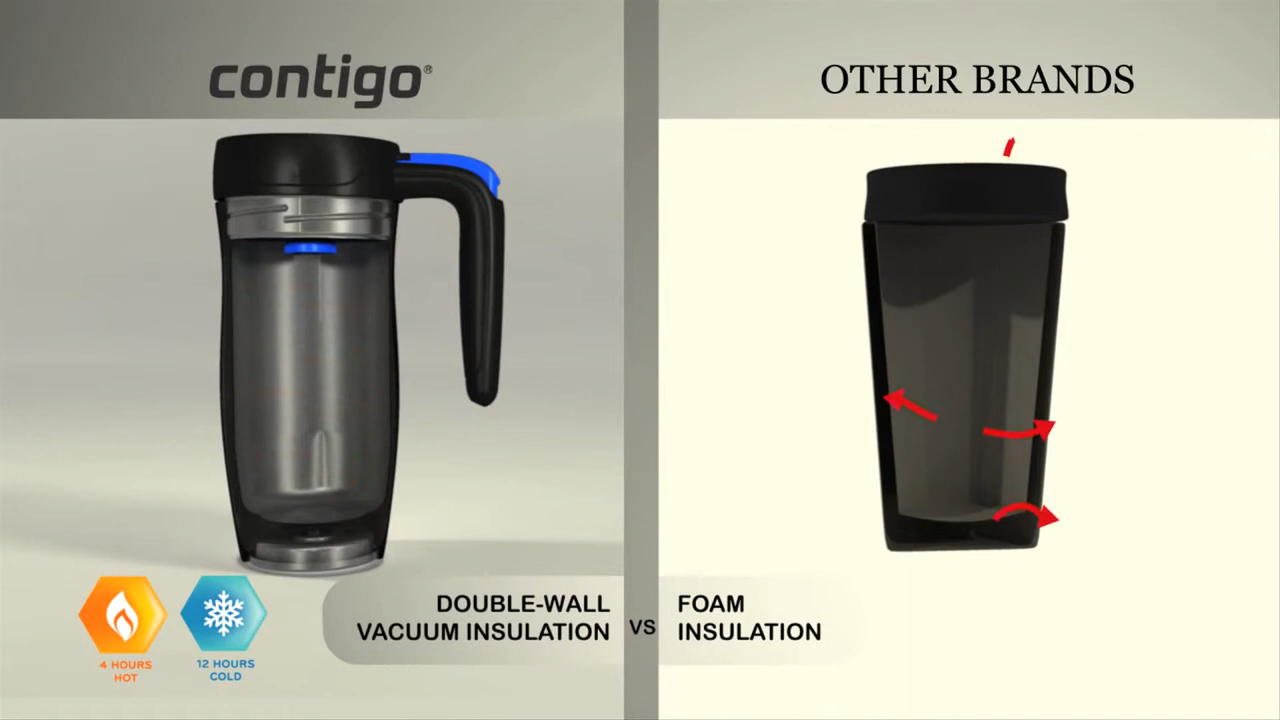 contigo®
OTHER BRANDS
DOUBLE-WALL
VACUUM INSULATION
VS
FOAM
INSULATION
4 HOURS
HOT
12 HOURS
COLD